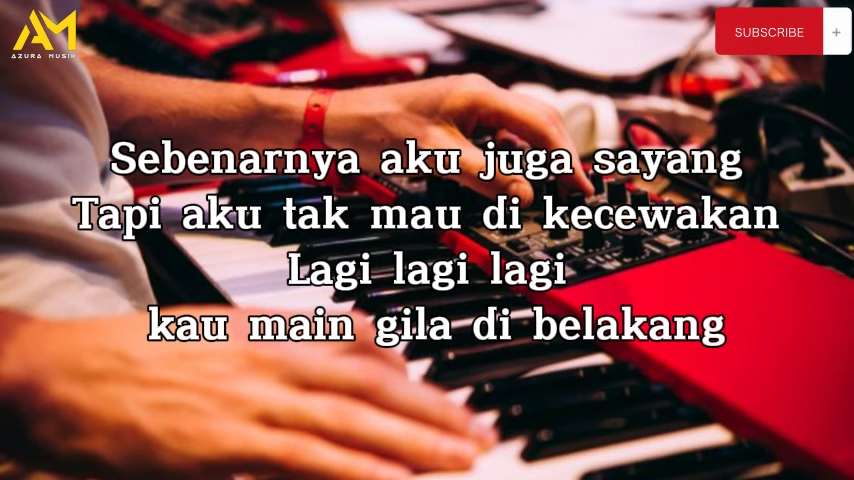 AM
AZURA MUSIK
SUBSCRIBE +
Sebenarnya aku juga sayang
Tapi aku tak mau di kecewakan
Lagi lagi lagi
kau main gila di belakang